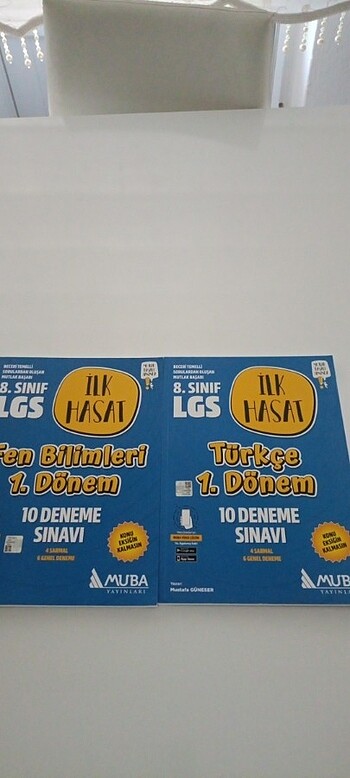 BECERİ TEMELLİ
SORULARDAN OLUŞAN
MUTLAK BAŞARI
8. SINIF
LGS
İLK
HASAT
Fen Bilimleri
1. Dönem
10 DENEME
SINAVI
4 SARMAL
6 GENEL DENEME
KONU
EKSİĞİN
KALMASIN
MUBA
YAYINLARI
BECERİ TEMELLİ
SORULARDAN OLUŞAN
MUTLAK BAŞARI
8. SINIF
LGS
İLK
HASAT
Türkçe
1. Dönem
10 DENEME
SINAVI
4 SARMAL
6 GENEL DENEME
KONU
EKSİĞİN
KALMASIN
Yazar:
Mustafa GÜNESER
MUBA
YAYINLARI